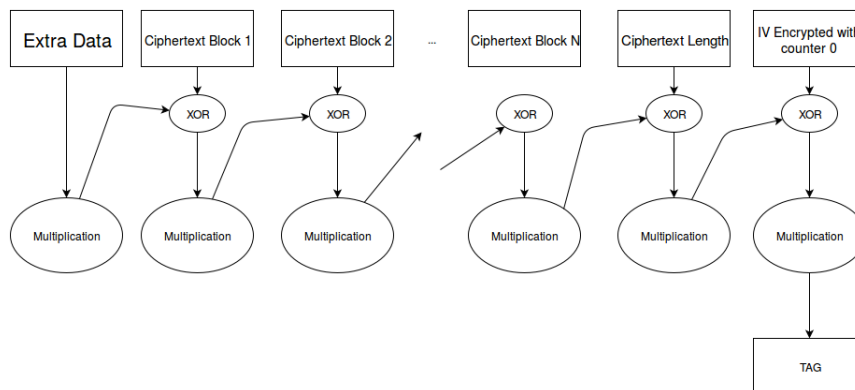 Extra Data
Ciphertext Block 1
Ciphertext Block 2
...
Ciphertext Block N
Ciphertext Length
IV Encrypted with
counter 0
XOR
XOR
XOR
XOR
XOR
Multiplication
Multiplication
Multiplication
Multiplication
Multiplication
Multiplication
TAG